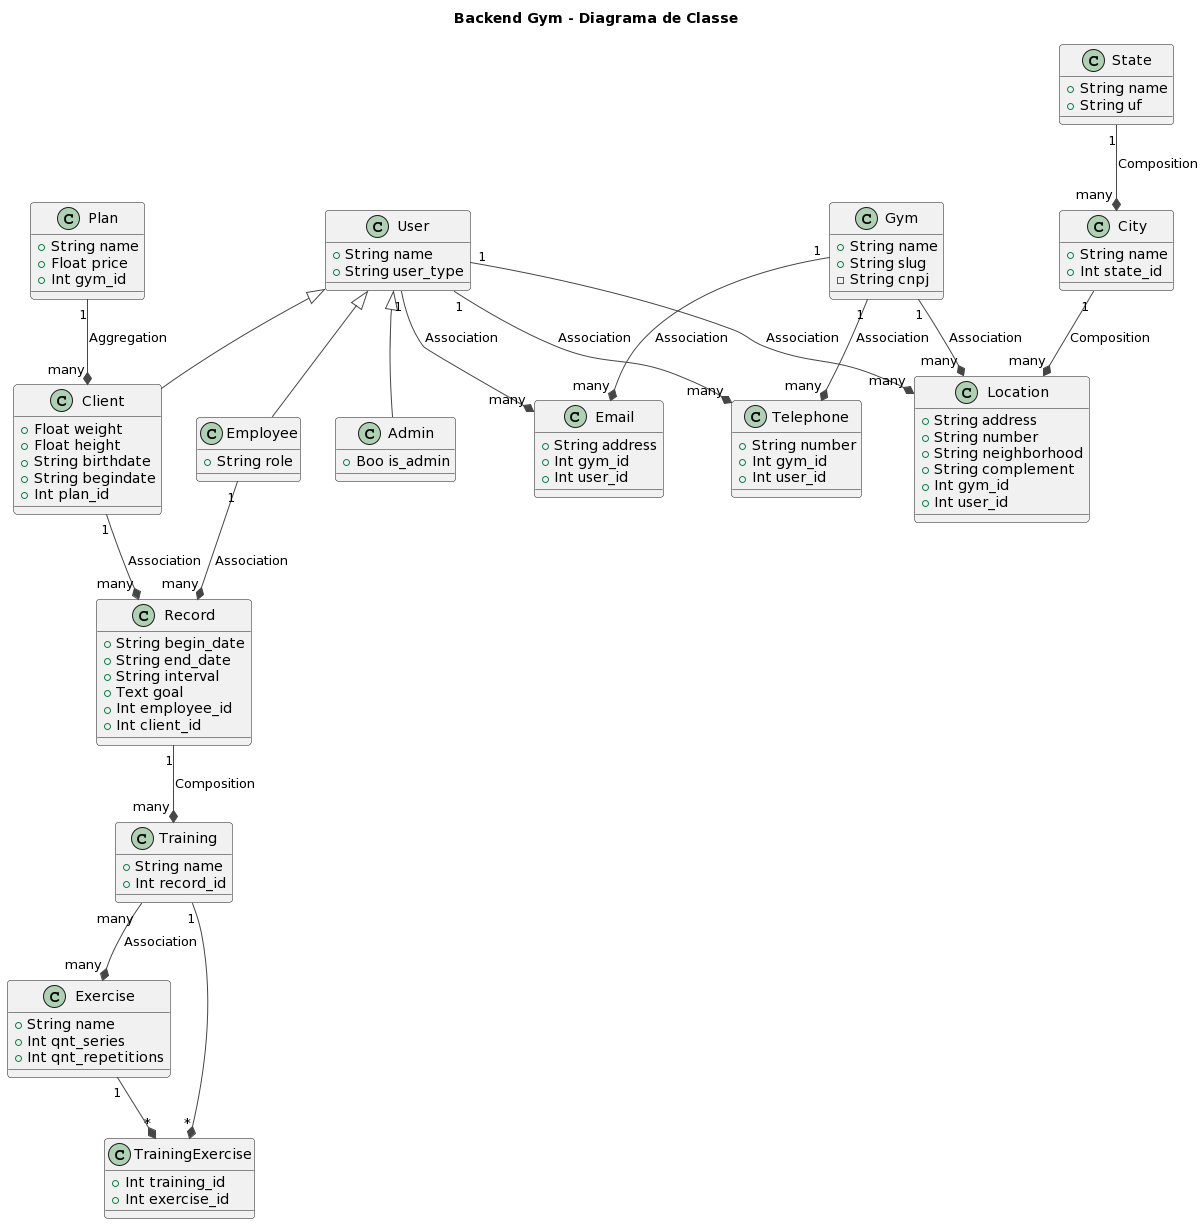 Backend Gym - Diagrama de Classe
C State
String name
String uf
1
Composition
many
C Plan
String name
Float price
Int gym_id
C User
String name
String user_type
C Gym
String name
String slug
String cnpj
C City
String name
Int state_id
1
Aggregation
many
1
Association
many
1
Association
many
1
Association
many
1
Association
many
1
Association
many
1
Association
many
1
Composition
many
C Client
Float weight
Float height
String birthdate
String begindate
Int plan_id
C Employee
String role
C Admin
Boo is_admin
C Email
String address
Int gym_id
Int user_id
C Telephone
String number
Int gym_id
Int user_id
C Location
String address
String number
String neighborhood
String complement
Int gym_id
Int user_id
1
Association
many
1
Association
many
C Record
String begin_date
String end_date
String interval
Text goal
Int employee_id
Int client_id
1
Composition
many
C Training
String name
Int record_id
many
Association
many
1
*
C Exercise
String name
Int qnt_series
Int qnt_repetitions
1
*
C TrainingExercise
Int training_id
Int exercise_id